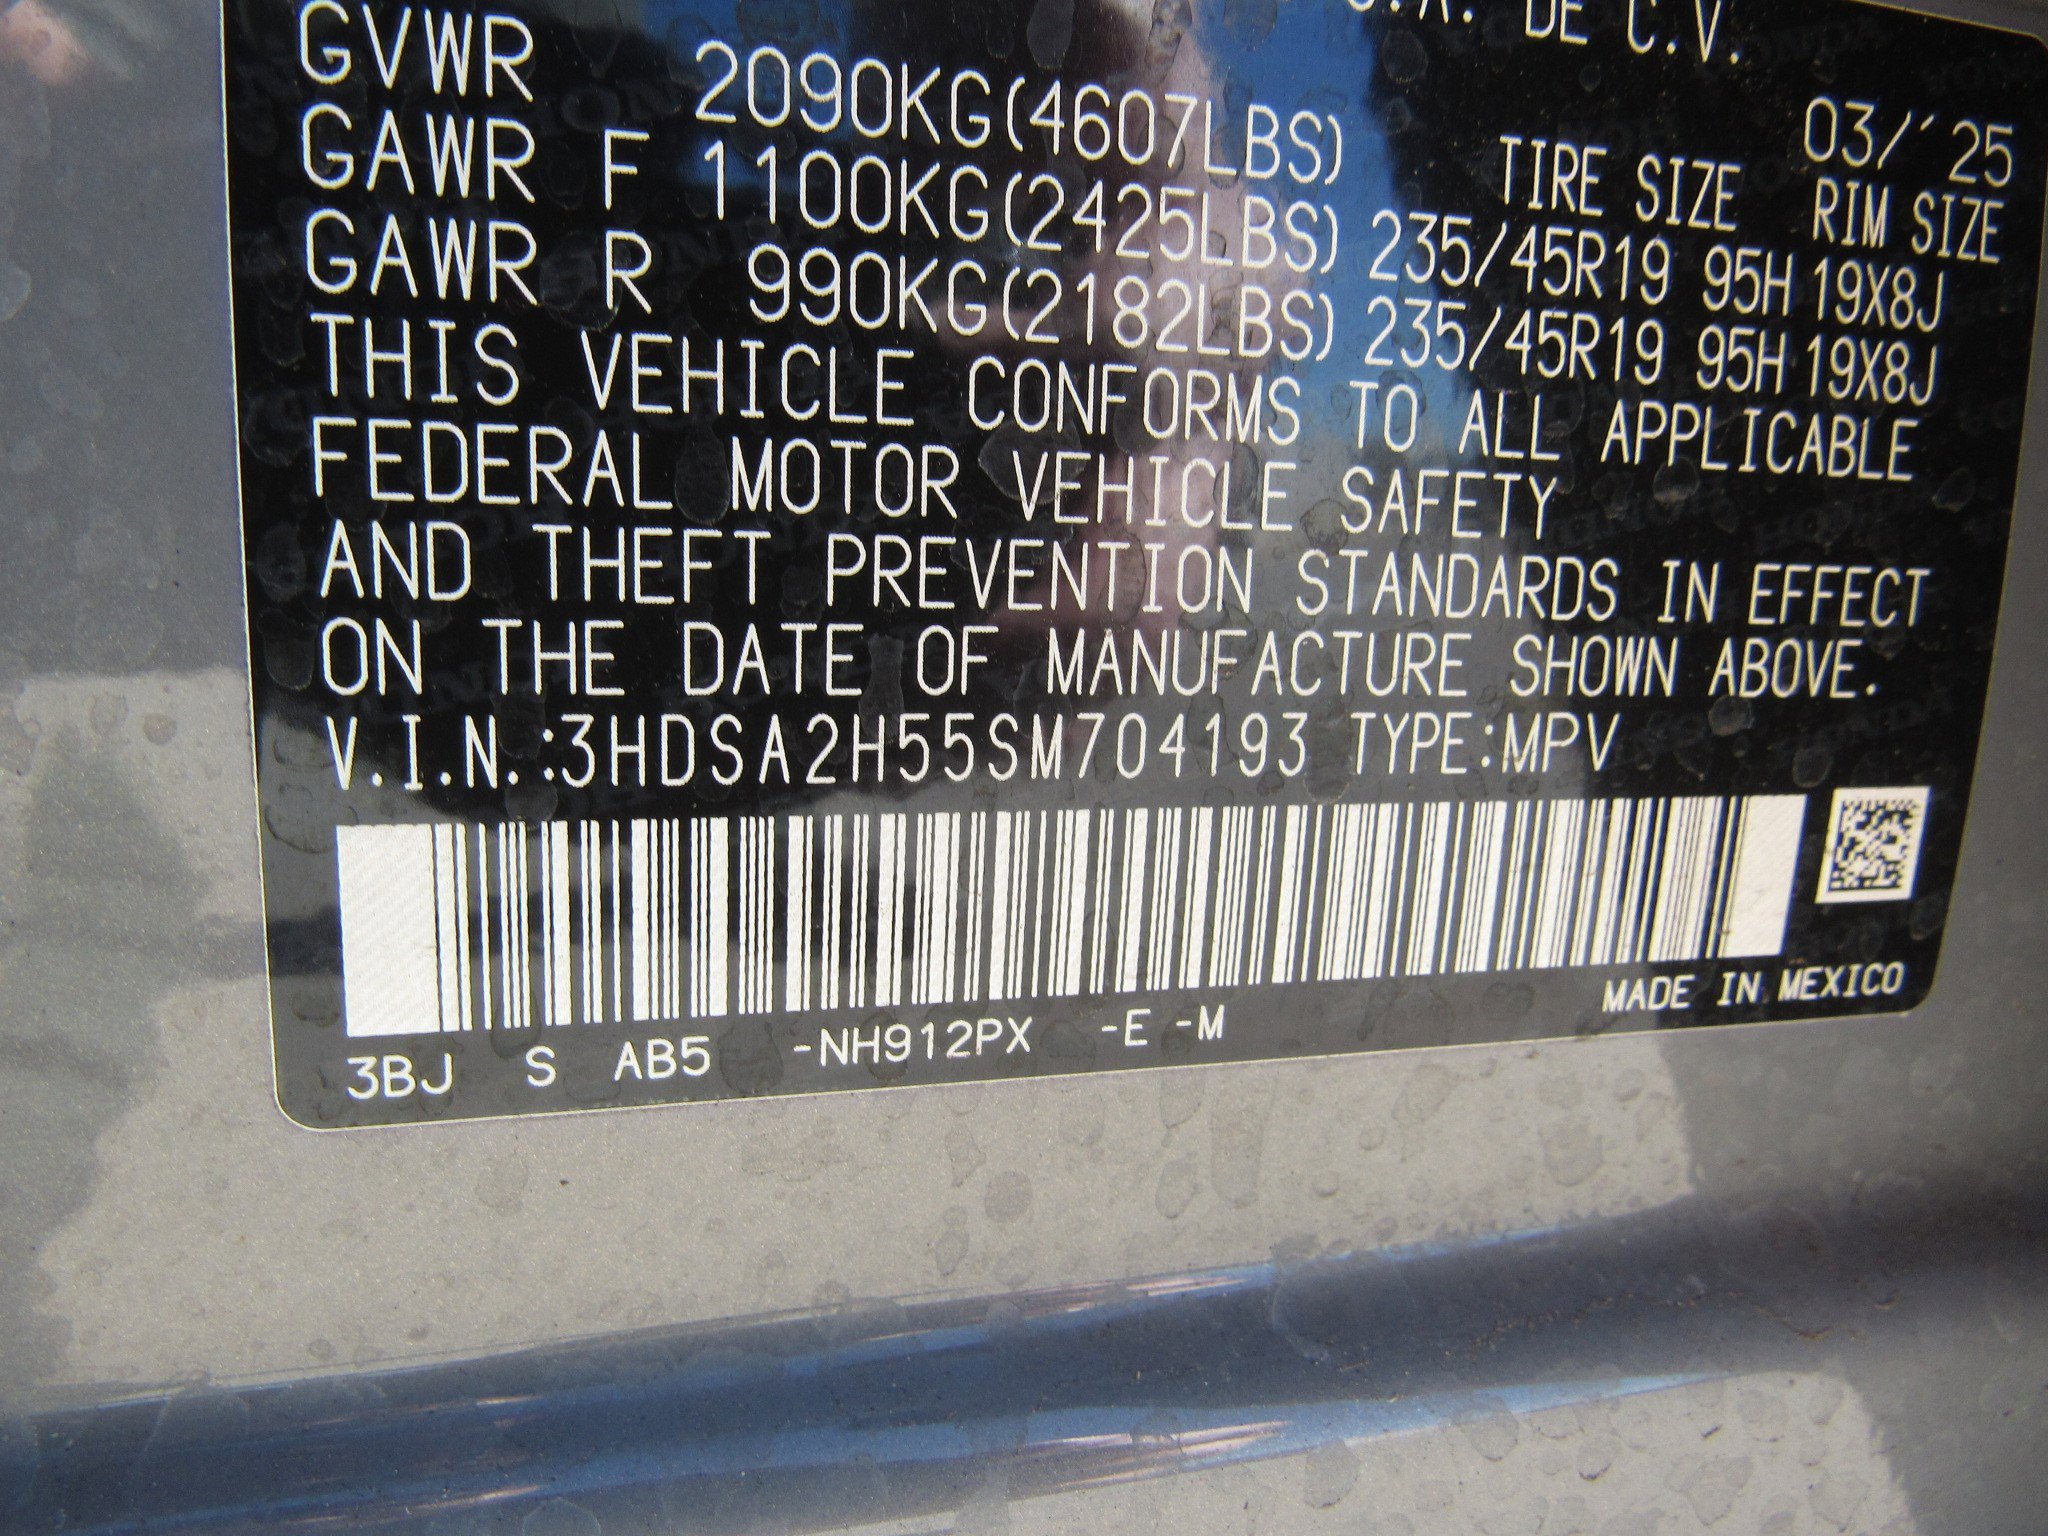 DE C.V.
GVWR 2090KG(4607LBS) 03/'25
TIRE SIZE RIM SIZE
GAWR F 1100KG(2425LBS) 235/45R19 95H 19X8J
GAWR R 990KG(2182LBS) 235/45R19 95H 19X8J
THIS VEHICLE CONFORMS TO ALL APPLICABLE
FEDERAL MOTOR VEHICLE SAFETY
AND THEFT PREVENTION STANDARDS IN EFFECT
ON THE DATE OF MANUFACTURE SHOWN ABOVE.
V.I.N.:3HDSA2H55SM704193 TYPE:MPV
MADE IN MEXICO
3BJ S AB5 -NH912PX -E -M